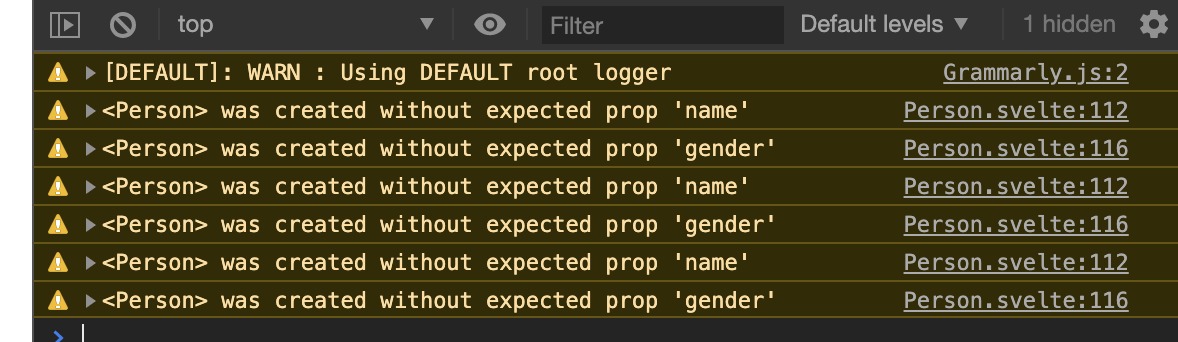 top Filter Default levels 1 hidden
[DEFAULT]: WARN : Using DEFAULT root logger Grammarly.js:2
<Person> was created without expected prop 'name' Person.svelte:112
<Person> was created without expected prop 'gender' Person.svelte:116
<Person> was created without expected prop 'name' Person.svelte:112
<Person> was created without expected prop 'gender' Person.svelte:116
<Person> was created without expected prop 'name' Person.svelte:112
<Person> was created without expected prop 'gender' Person.svelte:116